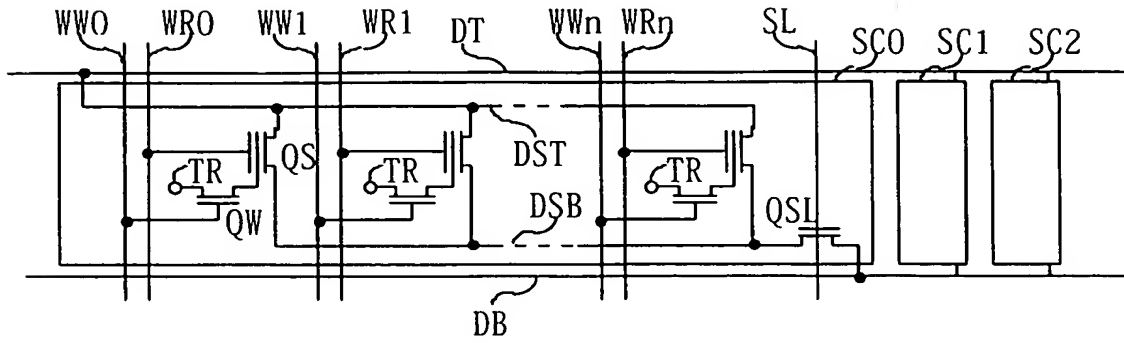 WW0 WR0 WW1 WR1 DT WWn WRn SL SC0 SC1 SC2
DST
TR QS TR TR
DSB QSL
QW
DB